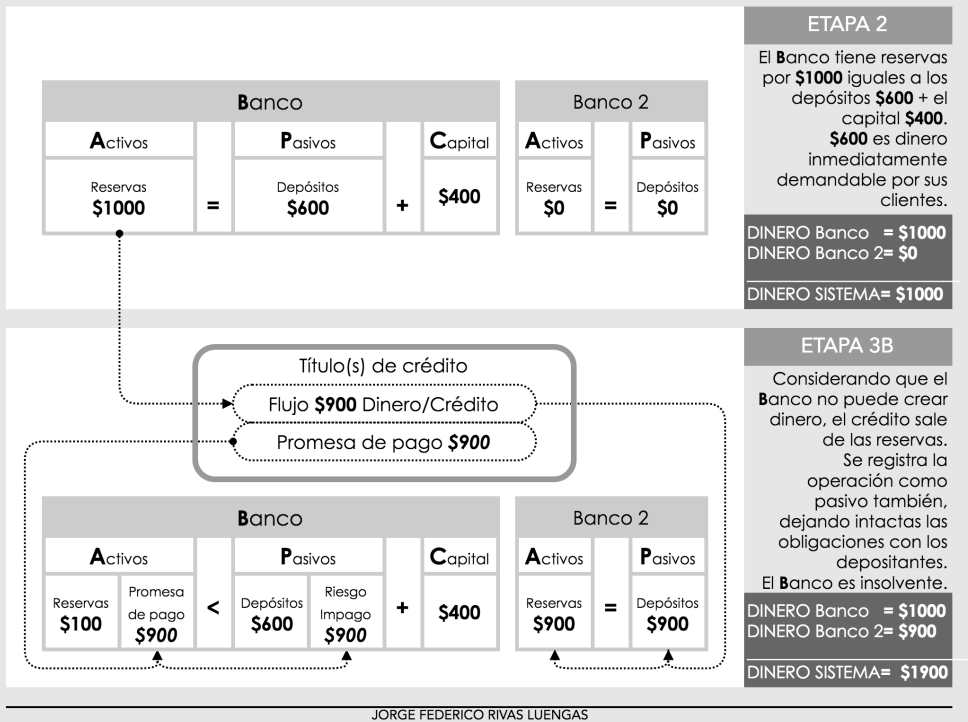 ETAPA 2
El Banco tiene reservas
por $1000 iguales a los
depósitos $600 + el
capital $400.
$600 es dinero
inmediatamente
demandable por sus
clientes.
DINERO Banco = $1000
DINERO Banco 2= $0
DINERO SISTEMA= $1000
Banco
Activos
Pasivos
Capital
Reservas
$1000
=
Depósitos
$600
+
$400
Banco 2
Activos
Pasivos
Reservas
$0
=
Depósitos
$0
ETAPA 3B
Considerando que el
Banco no puede crear
dinero, el crédito sale
de las reservas.
Se registra la
operación como
pasivo también,
dejando intactas las
obligaciones con los
depositantes.
El Banco es insolvente.
DINERO Banco = $1000
DINERO Banco 2= $900
DINERO SISTEMA= $1900
Título(s) de crédito
Flujo $900 Dinero/Crédito
Promesa de pago $900
Banco
Activos
Pasivos
Capital
Reservas
$100
Promesa
de pago
$900
<
Depósitos
$600
Riesgo
Impago
$900
+
$400
Banco 2
Activos
Pasivos
Reservas
$900
=
Depósitos
$900
JORGE FEDERICO RIVAS LUENGAS